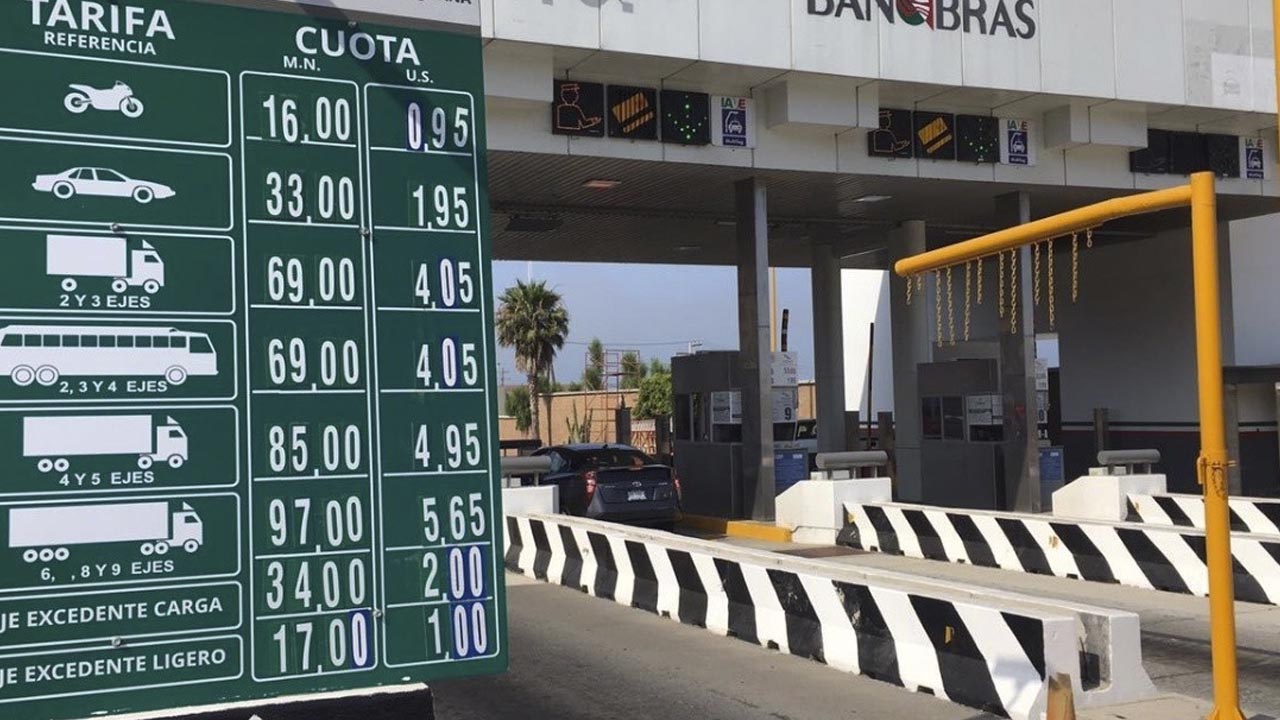 TARIFA
REFERENCIA
CUOTA
M.N. U.S.
16.00 0.95
33.00 1.95
2 Y 3 EJES 69.00 4.05
2, 3 Y 4 EJES 69.00 4.05
4 Y 5 EJES 85.00 4.95
6, ,8 Y 9 EJES 97.00 5.65
JE EXCEDENTE CARGA 34.00 2.00
JE EXCEDENTE LIGERO 17.00 1.00
BANOBRAS
IAVE
IAVE
IAVE
9